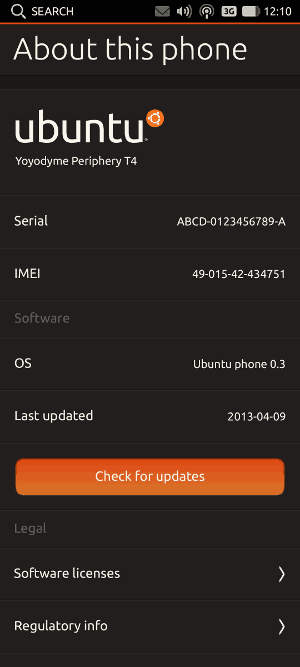 SEARCH 3G 12:10
About this phone
ubuntu
Yoyodyne Periphery T4
Serial ABCD-0123456789-A
IMEI 49-015-42-434751
Software
OS Ubuntu phone 0.3
Last updated 2013-04-09
Check for updates
Legal
Software licenses
Regulatory info